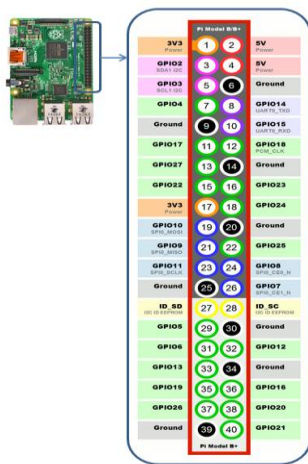 Pi Model B/B+
3V3 Power 1 2 5V Power
GPIO2 SDA1 I2C 3 4 5V Power
GPIO3 SCL1 I2C 5 6 Ground
GPIO4 7 8 GPIO14 UART0_TXD
Ground 9 10 GPIO15 UART0_RXD
GPIO17 11 12 GPIO18 PCM_CLK
GPIO27 13 14 Ground
GPIO22 15 16 GPIO23
3V3 Power 17 18 GPIO24
GPIO10 SPI0_MOSI 19 20 Ground
GPIO9 SPI0_MISO 21 22 GPIO25
GPIO11 SPI0_SCLK 23 24 GPIO8 SPI0_CE0_N
Ground 25 26 GPIO7 SPI0_CE1_N
ID_SD I2C ID EEPROM 27 28 ID_SC I2C ID EEPROM
GPIO5 29 30 Ground
GPIO6 31 32 GPIO12
GPIO13 33 34 Ground
GPIO19 35 36 GPIO16
GPIO26 37 38 GPIO20
Ground 39 40 GPIO21
Pi Model B+